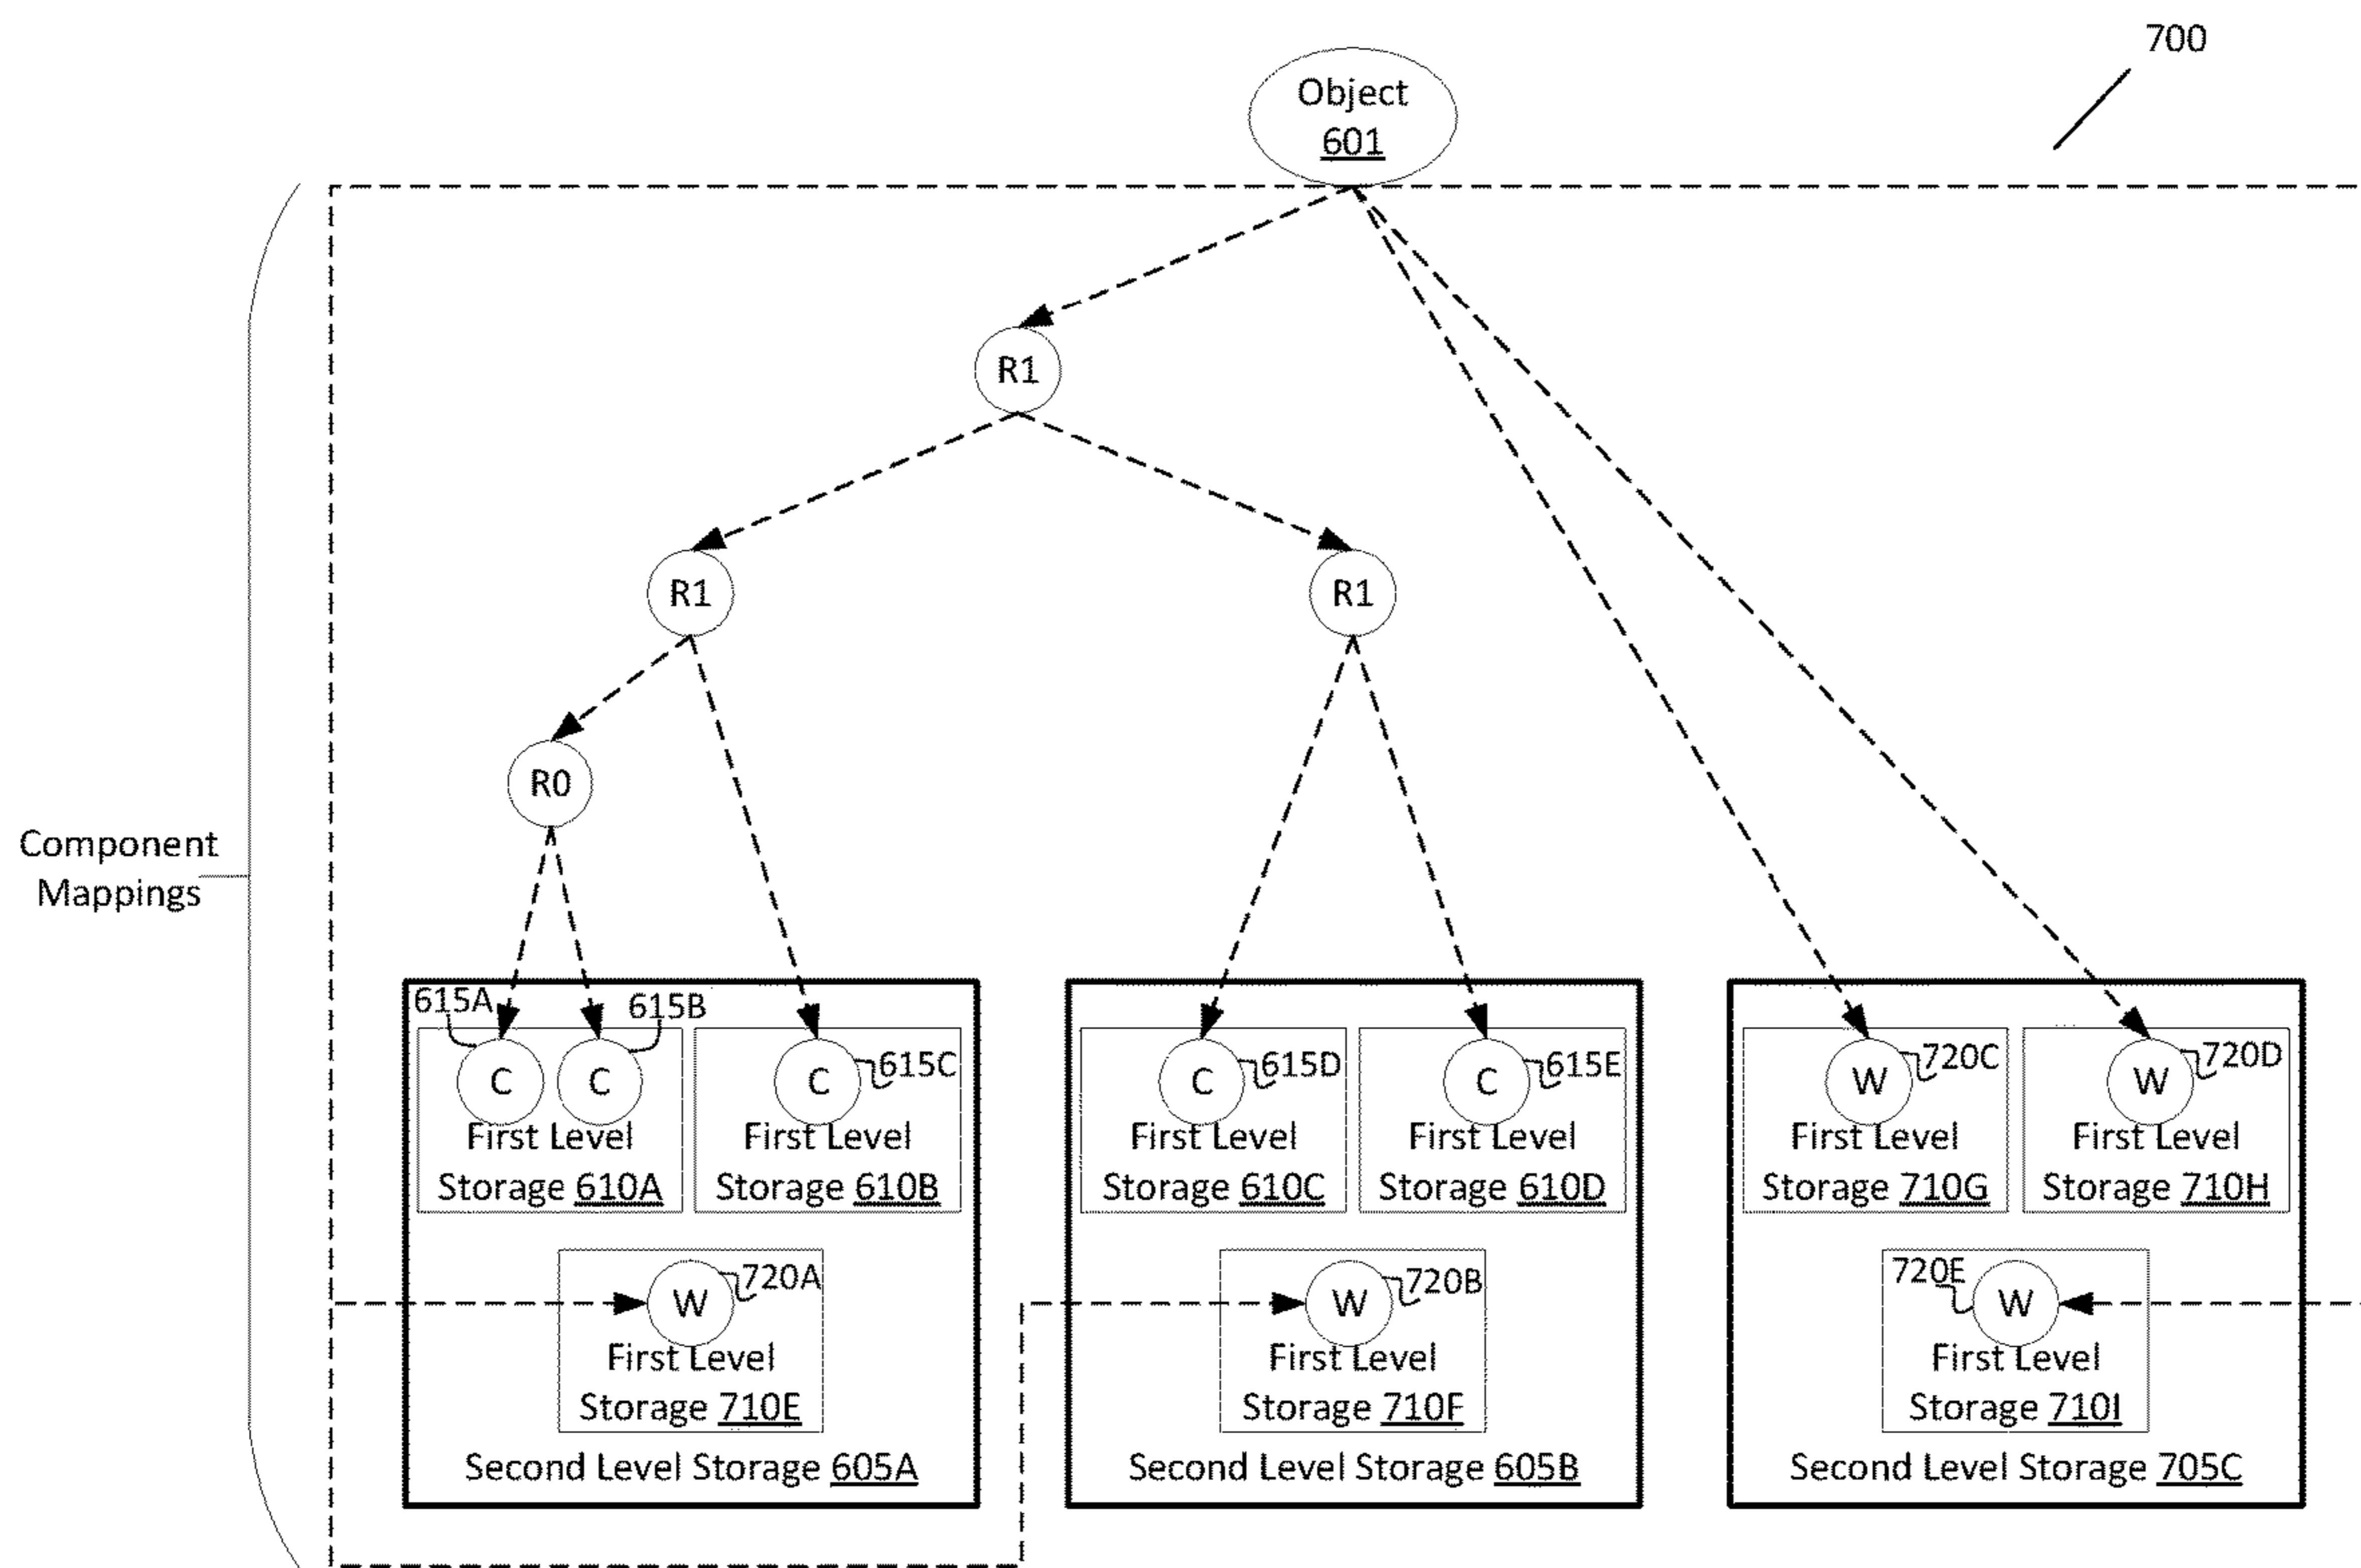 700
Object
601
R1
R1
R1
R0
Component
Mappings
615A
615B
C
C
First Level
Storage 610A
C
615C
First Level
Storage 610B
W
720A
First Level
Storage 710E
Second Level Storage 605A
C
615D
First Level
Storage 610C
C
615E
First Level
Storage 610D
W
720B
First Level
Storage 710F
Second Level Storage 605B
W
720C
First Level
Storage 710G
W
720D
First Level
Storage 710H
720E
W
First Level
Storage 710I
Second Level Storage 705C